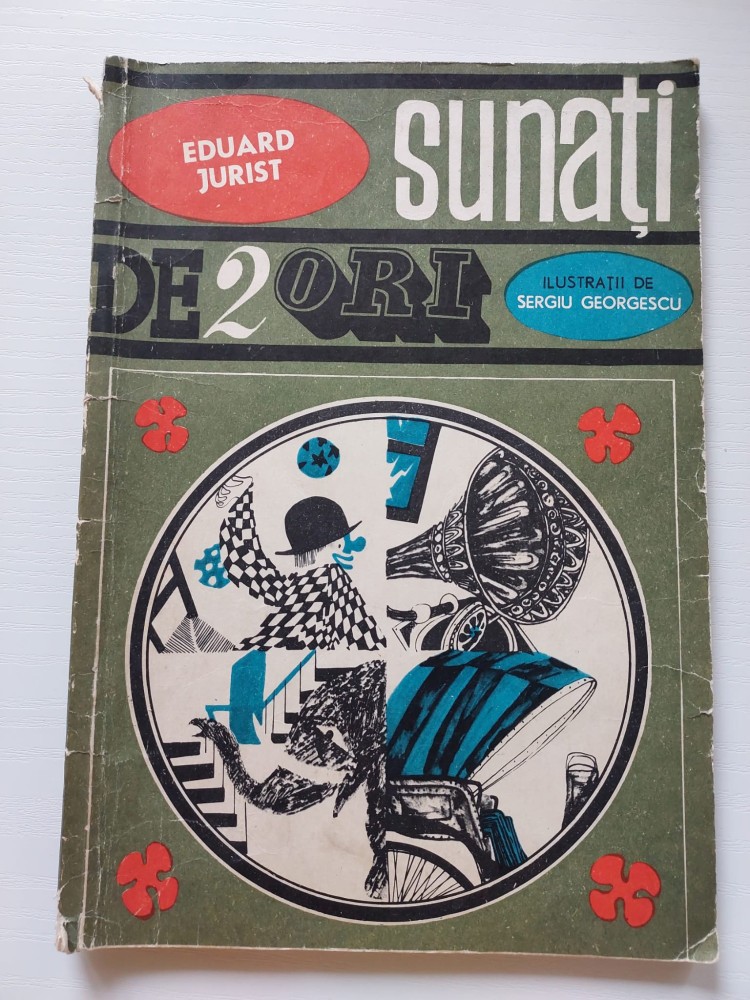 EDUARD
JURIST
sunați
DE 2 ORI
ILUSTRAȚII DE
SERGIU GEORGESCU